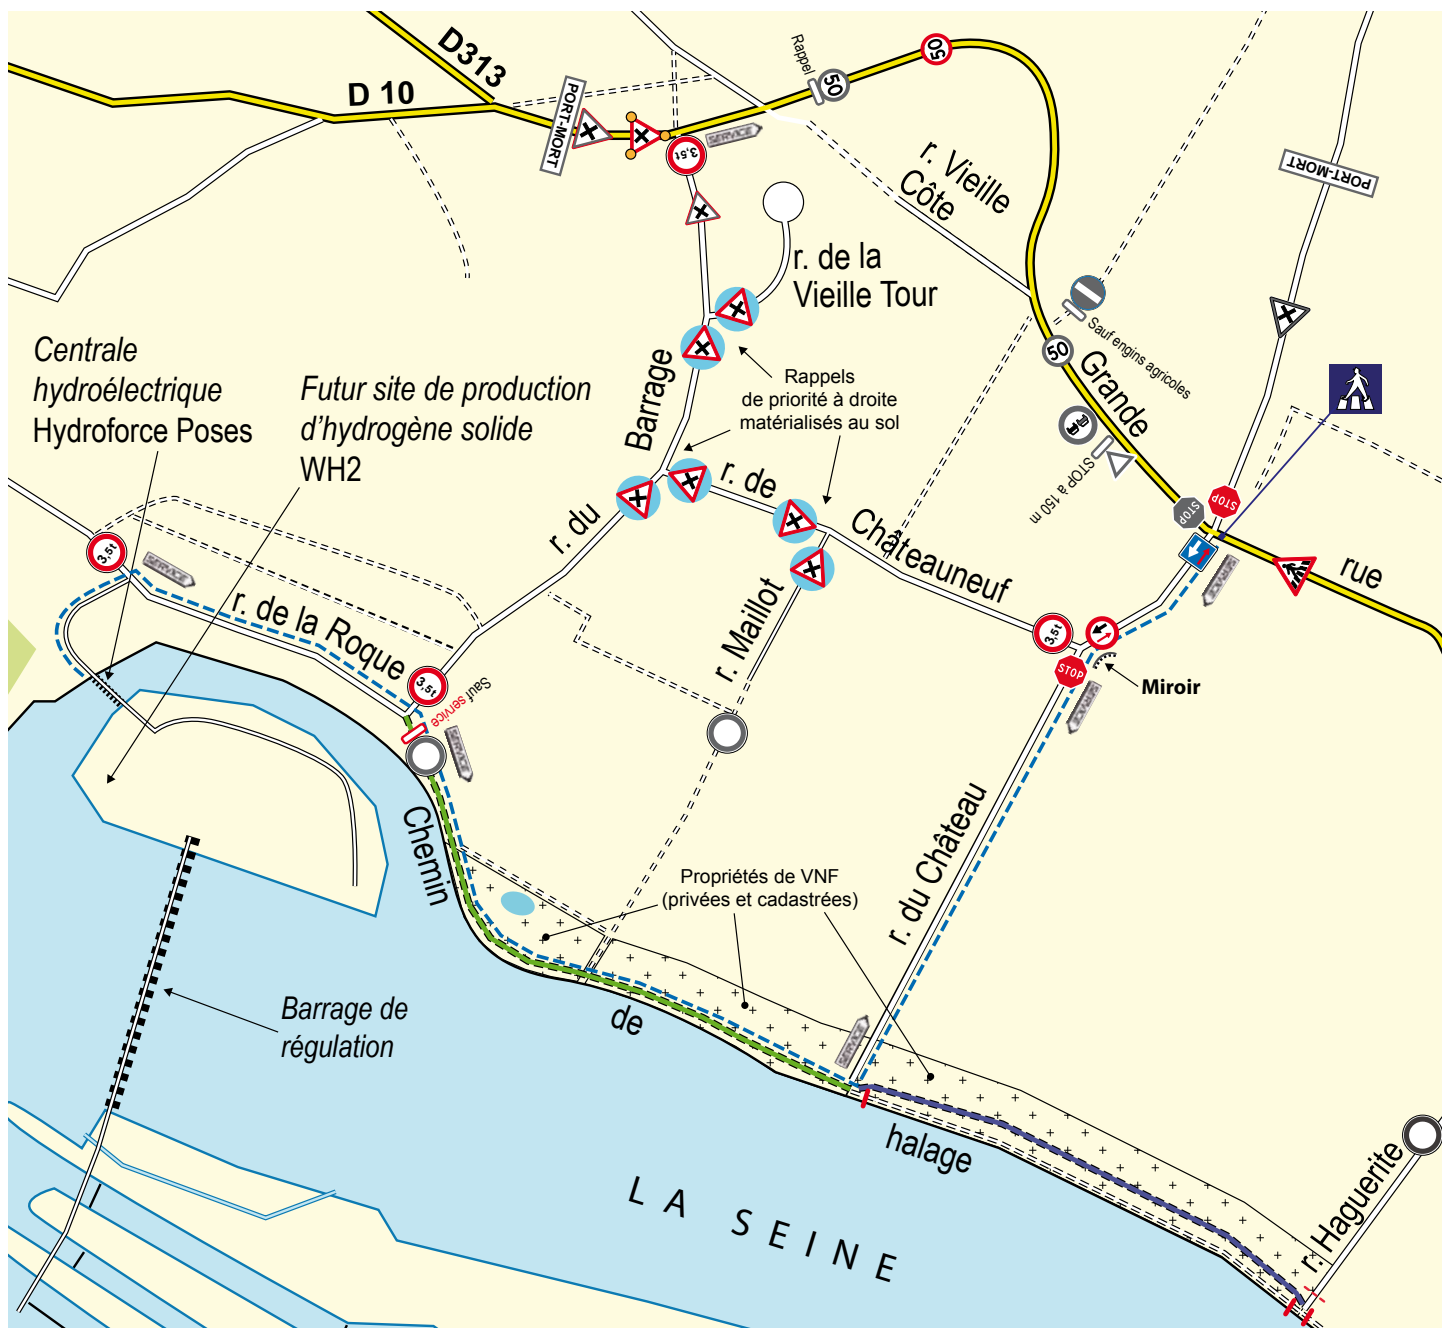 D313
D 10
PORT-MORT
Rappel
50
50
SERVICE
3,5t
r. Vieille
Côte
PORT-MORT
r. de la
Vieille Tour
Sauf engins agricoles
50
Grande
Centrale
hydroélectrique
Hydroforce Poses
Futur site de production
d'hydrogène solide
WH2
Barrage
Rappels
de priorité à droite
matérialisés au sol
STOP à 150 m
STOP
STOP
rue
r. de
Châteauneuf
r. du
r. Maillot
3,5t
SERVICE
r. de la Roque
3,5t
Sauf service
SERVICE
SERVICE
3,5t
STOP
Miroir
SERVICE
Chemin
Propriétés de VNF
(privées et cadastrées)
r. du Château
SERVICE
Barrage de
régulation
de
halage
r. Haguerite
LA SEINE